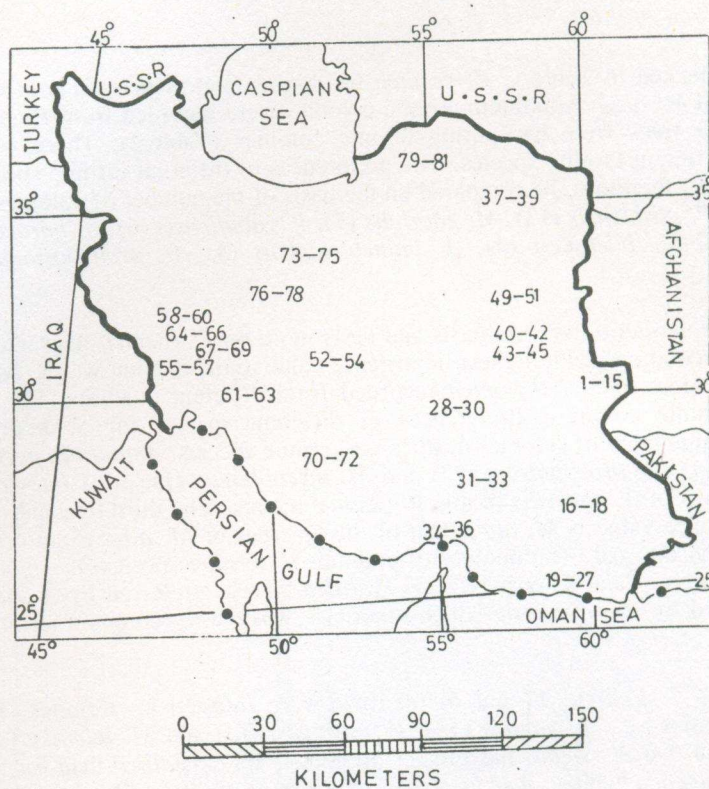 45° 50° 55° 60°
TURKEY
U·S·S·R
CASPIAN
SEA
U·S·S·R
79–81
35° 37–39 35°
AFGHANISTAN
73–75
76–78 49–51
58–60
64–66 40–42
67–69 43–45
IRAQ
55–57 52–54
1–15
30° 61–63 30°
28–30
PAKISTAN
70–72
KUWAIT
PERSIAN
GULF
31–33
16–18
34–36
19–27
25° 25°
OMAN SEA
45° 50° 55° 60°
0 30 60 90 120 150
KILOMETERS